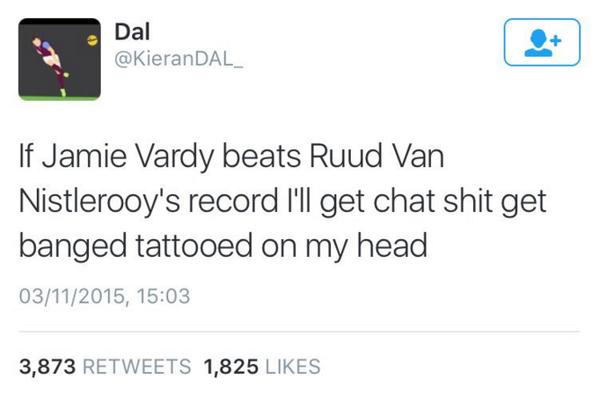 Dal
@KieranDAL_
If Jamie Vardy beats Ruud Van
Nistlerooy's record I'll get chat shit get
banged tattooed on my head
03/11/2015, 15:03
3,873 RETWEETS 1,825 LIKES